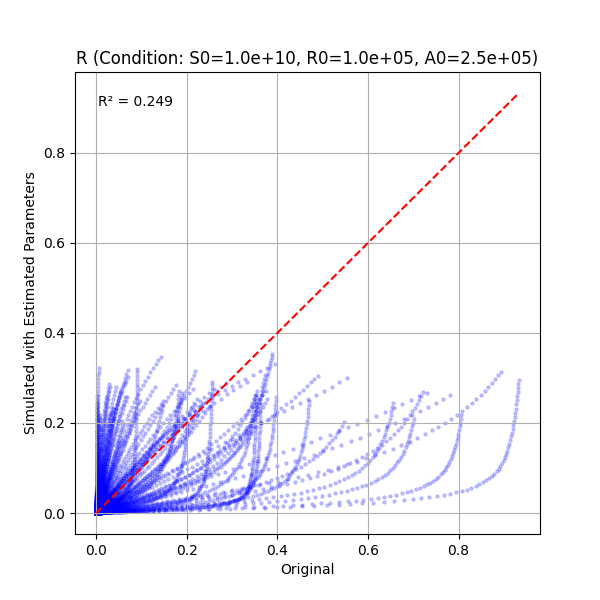 R (Condition: S0=1.0e+10, R0=1.0e+05, A0=2.5e+05)
R² = 0.249
0.8
0.6
0.4
0.2
0.0
Simulated with Estimated Parameters
0.0 0.2 0.4 0.6 0.8
Original